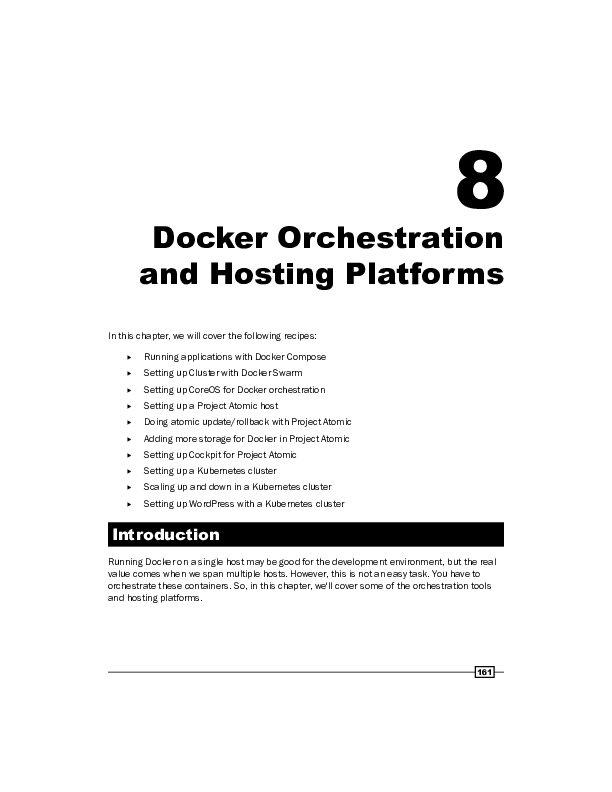 8
Docker Orchestration
and Hosting Platforms
In this chapter, we will cover the following recipes:
▸ Running applications with Docker Compose
▸ Setting up Cluster with Docker Swarm
▸ Setting up CoreOS for Docker orchestration
▸ Setting up a Project Atomic host
▸ Doing atomic update/rollback with Project Atomic
▸ Adding more storage for Docker in Project Atomic
▸ Setting up Cockpit for Project Atomic
▸ Setting up a Kubernetes cluster
▸ Scaling up and down in a Kubernetes cluster
▸ Setting up WordPress with a Kubernetes cluster
Introduction
Running Docker on a single host may be good for the development environment, but the real
value comes when we span multiple hosts. However, this is not an easy task. You have to
orchestrate these containers. So, in this chapter, we'll cover some of the orchestration tools
and hosting platforms.
161